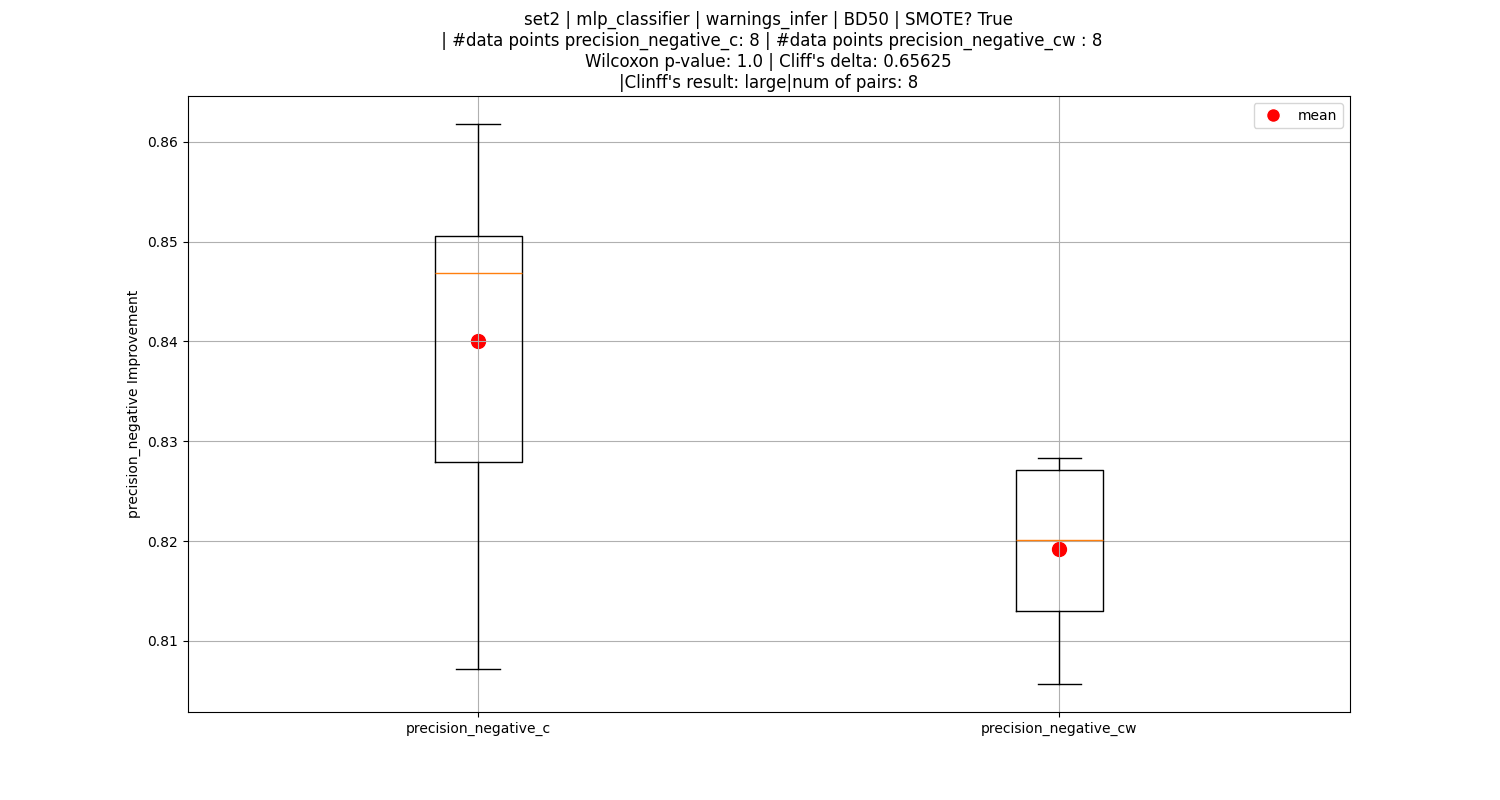 set2 | mlp_classifier | warnings_infer | BD50 | SMOTE? True
| #data points precision_negative_c: 8 | #data points precision_negative_cw : 8
Wilcoxon p-value: 1.0 | Cliff's delta: 0.65625
|Clinff's result: large|num of pairs: 8
mean
0.86
0.85
0.84
0.83
0.82
0.81
precision_negative Improvement
precision_negative_c
precision_negative_cw